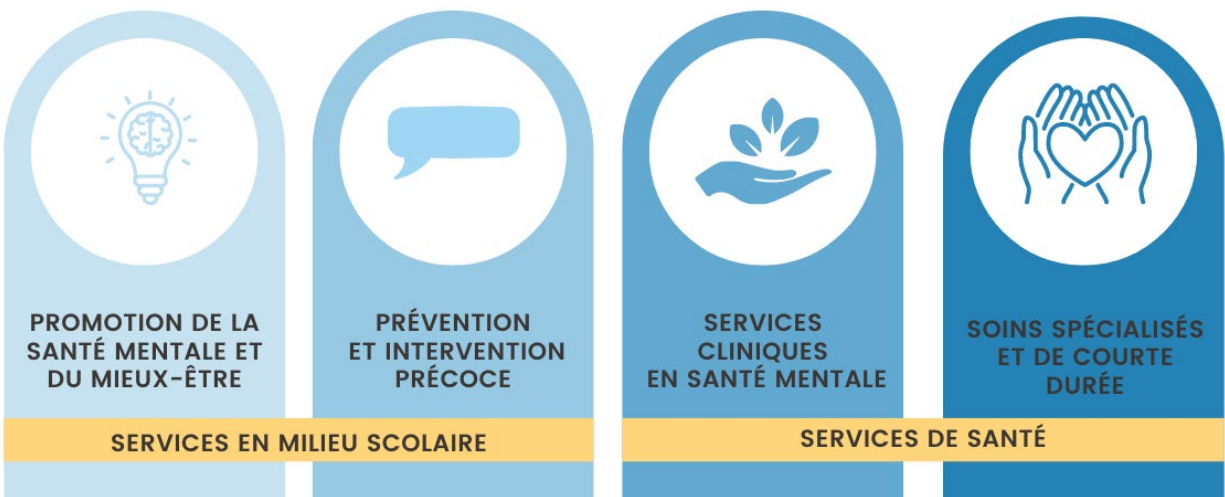 PROMOTION DE LA
SANTÉ MENTALE ET
DU MIEUX-ÊTRE
PRÉVENTION
ET INTERVENTION
PRÉCOCE
SERVICES
CLINIQUES
EN SANTÉ MENTALE
SOINS SPÉCIALISÉS
ET DE COURTE
DURÉE
SERVICES EN MILIEU SCOLAIRE
SERVICES DE SANTÉ